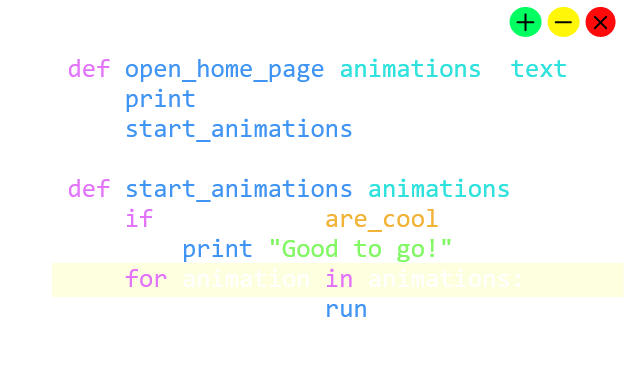 def open_home_page animations text
print
start_animations
def start_animations animations
if are_cool
print "Good to go!"
for animation in animations:
run